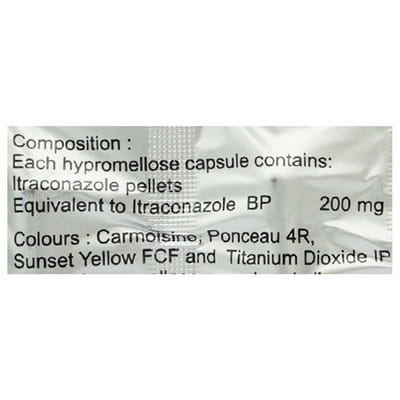 Composition :
Each hypromellose capsule contains:
Itraconazole pellets
Equivalent to Itraconazole BP 200 mg
Colours : Carmoisine, Ponceau 4R,
Sunset Yellow FCF and Titanium Dioxide IP